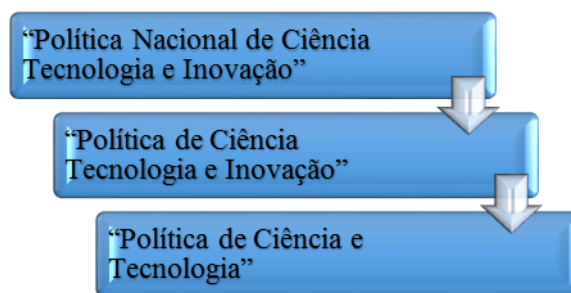 “Política Nacional de Ciência
Tecnologia e Inovação”
“Política de Ciência
Tecnologia e Inovação”
“Política de Ciência e
Tecnologia”